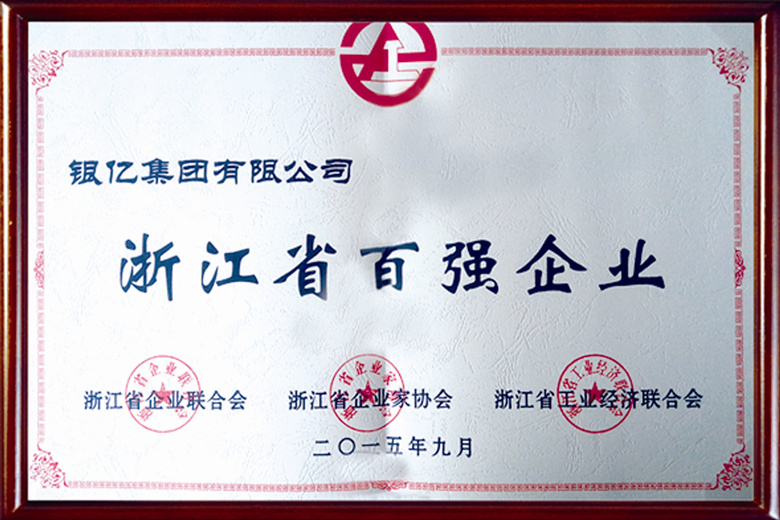 银亿集团有限公司
浙江省百强企业
浙江省企业联合会 浙江省企业家协会 浙江省工业经济联合会
二〇一五年九月